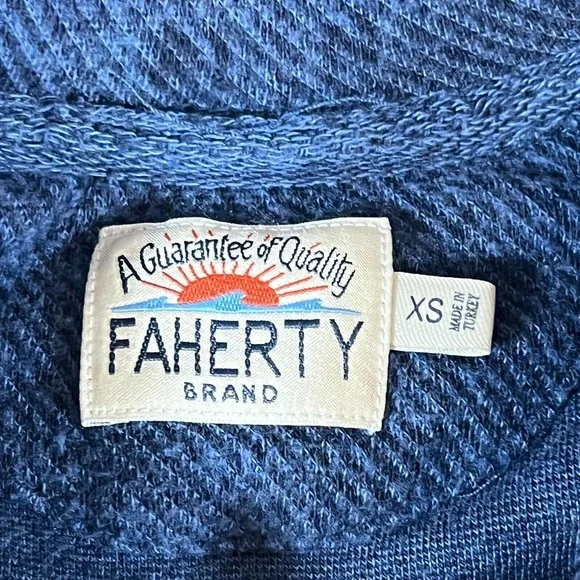 A Guarantee of Quality
FAHERTY
BRAND
XS
MADE IN
TURKEY